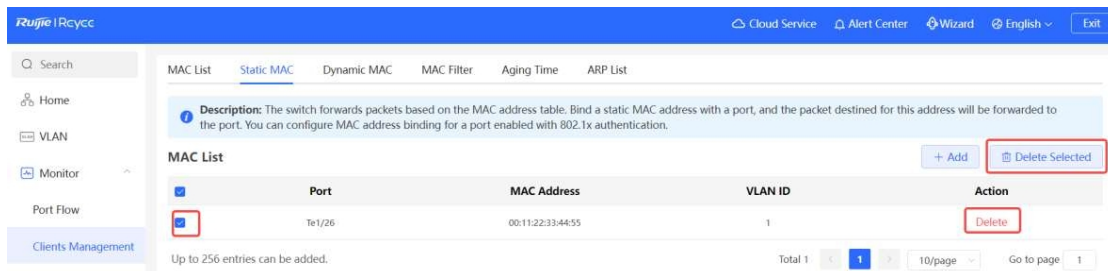 Ruijie | Rcycc
Cloud Service Alert Center Wizard English Exit
Search
Home
VLAN
Monitor
Port Flow
Clients Management
MAC List Static MAC Dynamic MAC MAC Filter Aging Time ARP List
Description: The switch forwards packets based on the MAC address table. Bind a static MAC address with a port, and the packet destined for this address will be forwarded to
the port. You can configure MAC address binding for a port enabled with 802.1x authentication.
MAC List
+ Add Delete Selected
Port MAC Address VLAN ID Action
Te1/26 00:11:22:33:44:55 1 Delete
Up to 256 entries can be added.
Total 1 < 1 > 10/page Go to page 1